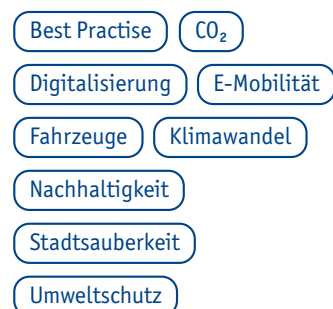 Best Practise CO₂
Digitalisierung E-Mobilität
Fahrzeuge Klimawandel
Nachhaltigkeit
Stadtsauberkeit
Umweltschutz